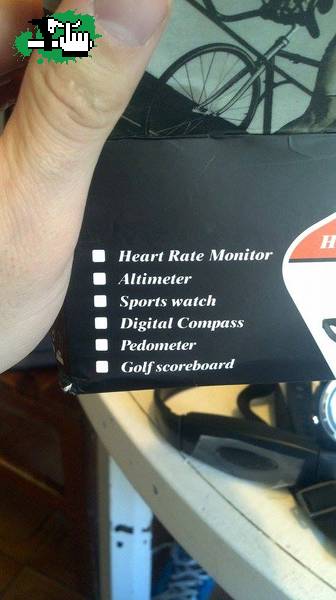 Heart Rate Monitor
Altimeter
Sports watch
Digital Compass
Pedometer
Golf scoreboard
H